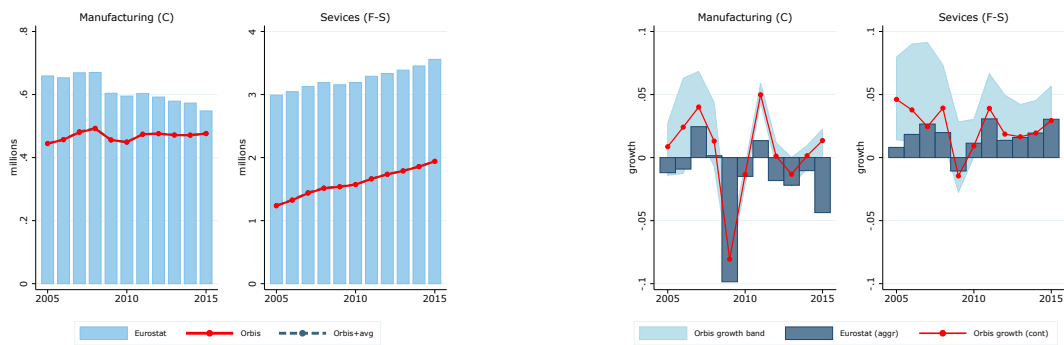 Manufacturing (C)
Sevices (F-S)
.8
.6
.4
.2
0
millions
2005
2010
2015
4
3
2
1
0
millions
2005
2010
2015
Eurostat
Orbis
Orbis+avg
Manufacturing (C)
Sevices (F-S)
.1
.05
0
-.05
-.1
growth
2005
2010
2015
.1
.05
0
-.05
-.1
growth
2005
2010
2015
Orbis growth band
Eurostat (aggr)
Orbis growth (cont)